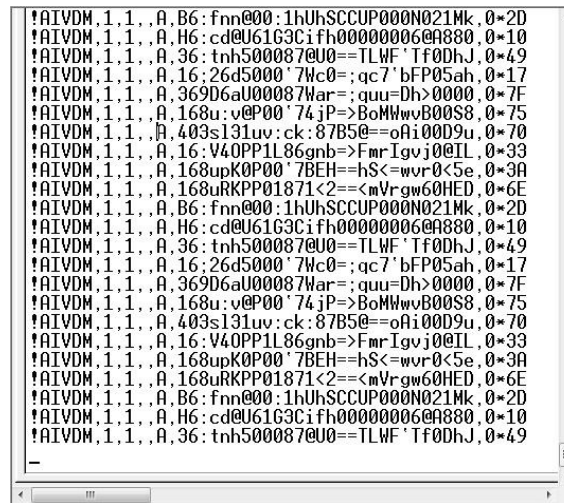 !AIVDM,1,1,,A,B6:fnn@00:1hUhSCCUP000N021Mk,0*2D
!AIVDM,1,1,,A,H6:cd@U61G3Cifh00000006@A880,0*10
!AIVDM,1,1,,A,36:tnh500087@U0==TLWF'Tf0DhJ,0*49
!AIVDM,1,1,,A,16;26d5000'7Wc0=;qc7'bFP05ah,0*17
!AIVDM,1,1,,A,369D6aU00087War=;quu=Dh>0000,0*7F
!AIVDM,1,1,,A,168u:v@P00'74jP=>BoMWwvB00S8,0*75
!AIVDM,1,1,,A,403sl31uv:ck:87B5@==oAi00D9u,0*70
!AIVDM,1,1,,A,16:V4OPP1L86gnb=>FmrIgvj0@IL,0*33
!AIVDM,1,1,,A,168upK0P00'7BEH==hS<=wvr0<5e,0*3A
!AIVDM,1,1,,A,168uRKPP01871<2==<mVrgw60HED,0*6E
!AIVDM,1,1,,A,B6:fnn@00:1hUhSCCUP000N021Mk,0*2D
!AIVDM,1,1,,A,H6:cd@U61G3Cifh00000006@A880,0*10
!AIVDM,1,1,,A,36:tnh500087@U0==TLWF'Tf0DhJ,0*49
!AIVDM,1,1,,A,16;26d5000'7Wc0=;qc7'bFP05ah,0*17
!AIVDM,1,1,,A,369D6aU00087War=;quu=Dh>0000,0*7F
!AIVDM,1,1,,A,168u:v@P00'74jP=>BoMWwvB00S8,0*75
!AIVDM,1,1,,A,403sl31uv:ck:87B5@==oAi00D9u,0*70
!AIVDM,1,1,,A,16:V4OPP1L86gnb=>FmrIgvj0@IL,0*33
!AIVDM,1,1,,A,168upK0P00'7BEH==hS<=wvr0<5e,0*3A
!AIVDM,1,1,,A,168uRKPP01871<2==<mVrgw60HED,0*6E
!AIVDM,1,1,,A,B6:fnn@00:1hUhSCCUP000N021Mk,0*2D
!AIVDM,1,1,,A,H6:cd@U61G3Cifh00000006@A880,0*10
!AIVDM,1,1,,A,36:tnh500087@U0==TLWF'Tf0DhJ,0*49